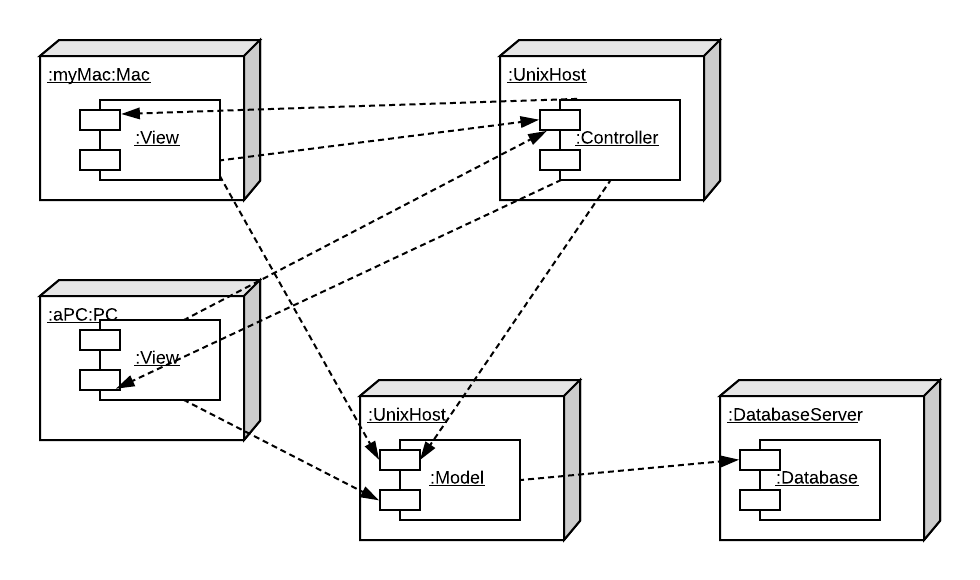 :myMac:Mac
:View
:UnixHost
:Controller
:aPC:PC
:View
:UnixHost
:Model
:DatabaseServer
:Database